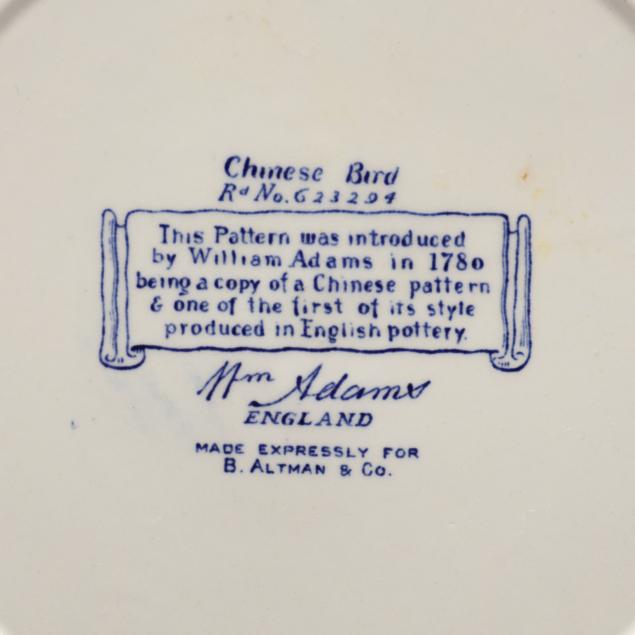 Chinese Bird
Rd No. 623294
This Pattern was introduced
by William Adams in 1780
being a copy of a Chinese pattern
& one of the first of its style
produced in English pottery.
Wm Adams
ENGLAND
MADE EXPRESSLY FOR
B. ALTMAN & CO.